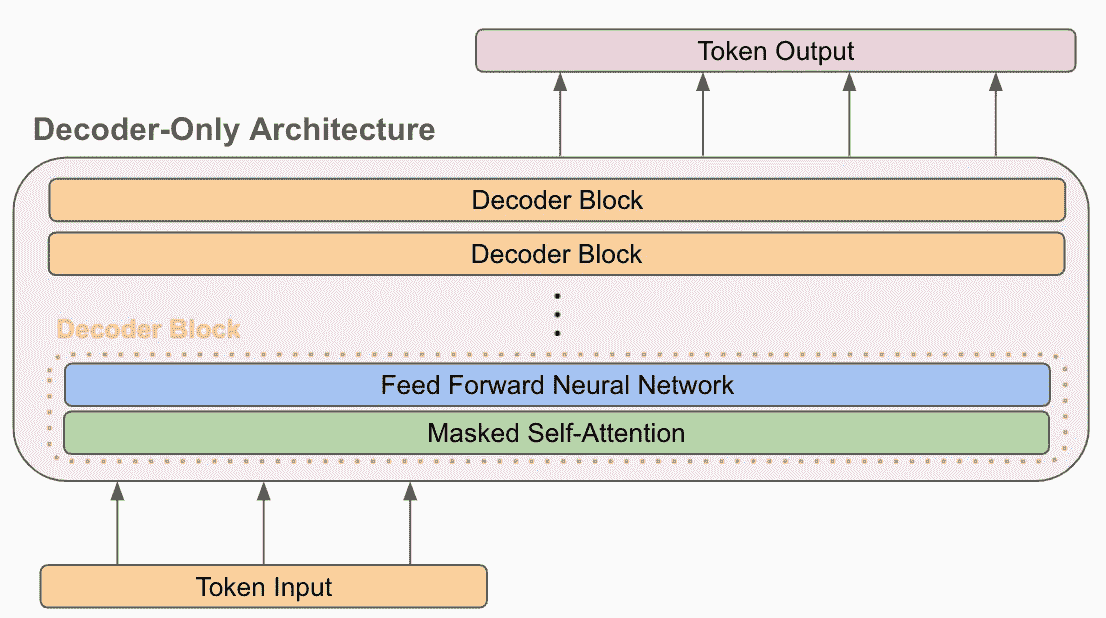 Token Output
Decoder-Only Architecture
Decoder Block
Decoder Block
Decoder Block
Feed Forward Neural Network
Masked Self-Attention
Token Input